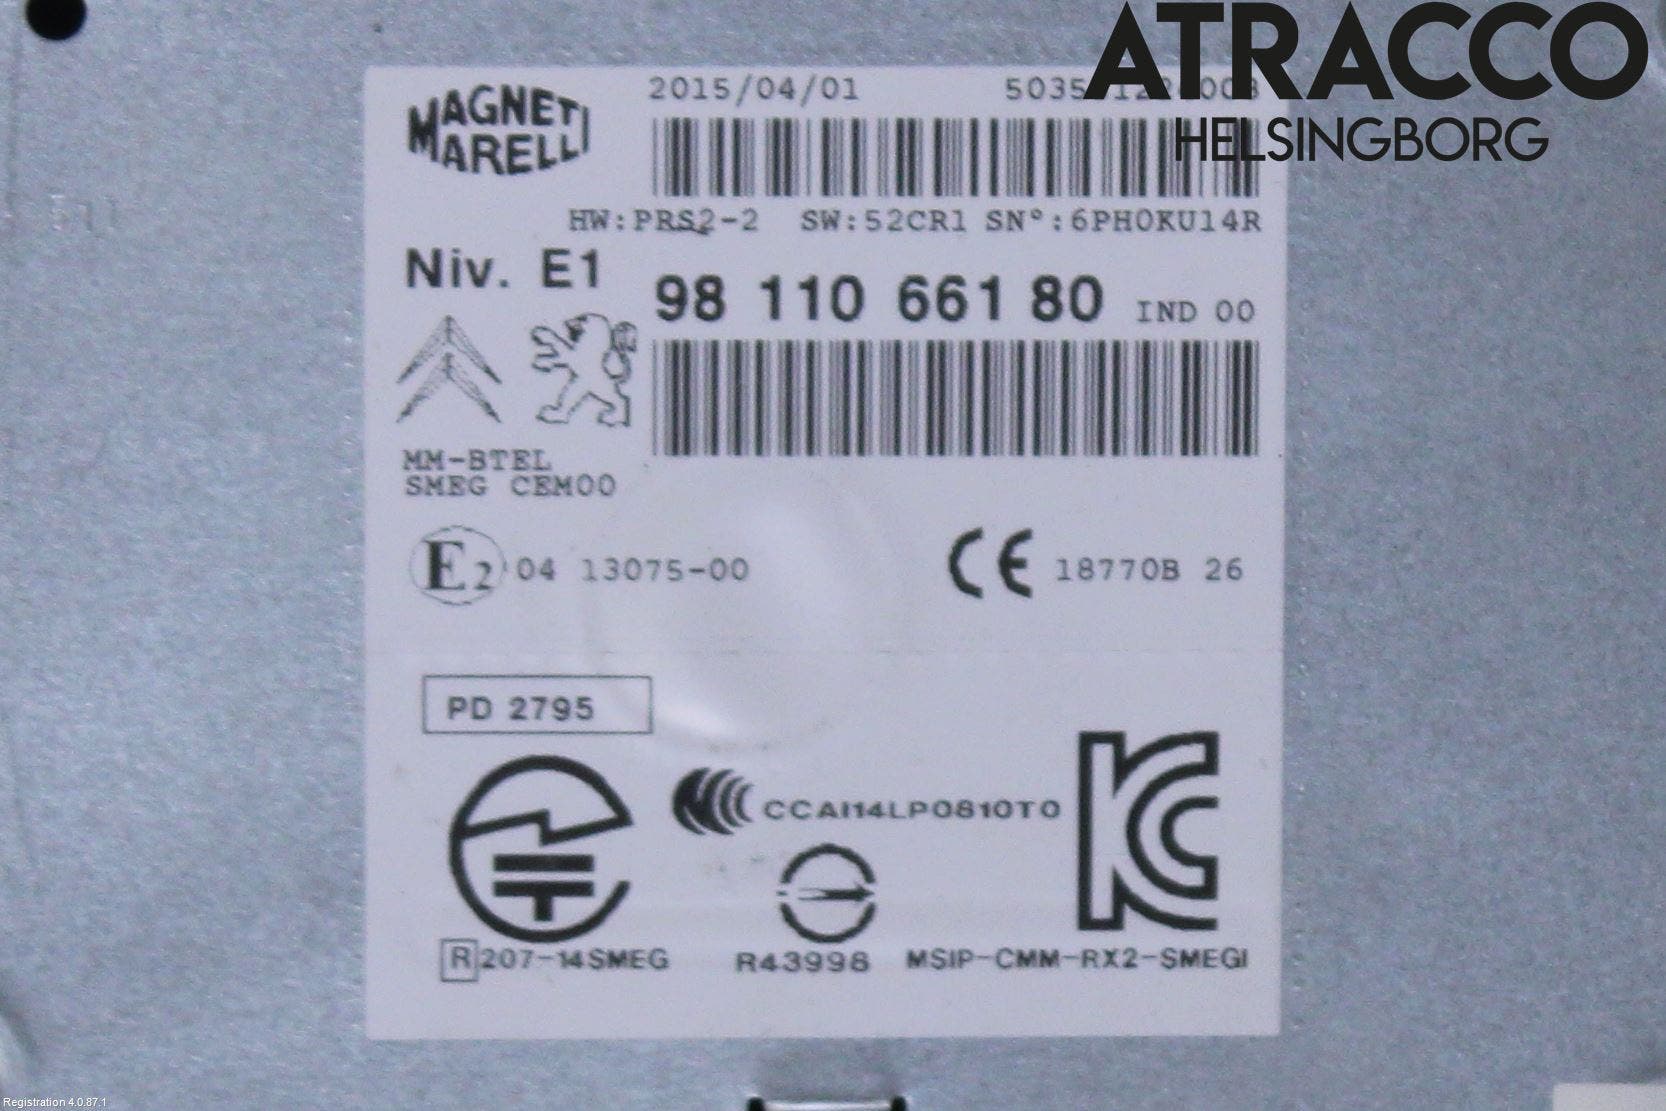 ATRACCO
HELSINGBORG
MAGNETI
MARELLI
2015/04/01
HW:PRS2-2 SW:52CR1 SN°:6PH0KU14R
Niv. E1
98 110 661 80 IND 00
MM-BTEL
SMEG CEM00
E2 04 13075-00
CE 18770B 26
PD 2795
CCAI14LP0810T0
R 207-14SMEG
R43998
MSIP-CMM-RX2-SMEGI
Registration 4.0.87.1